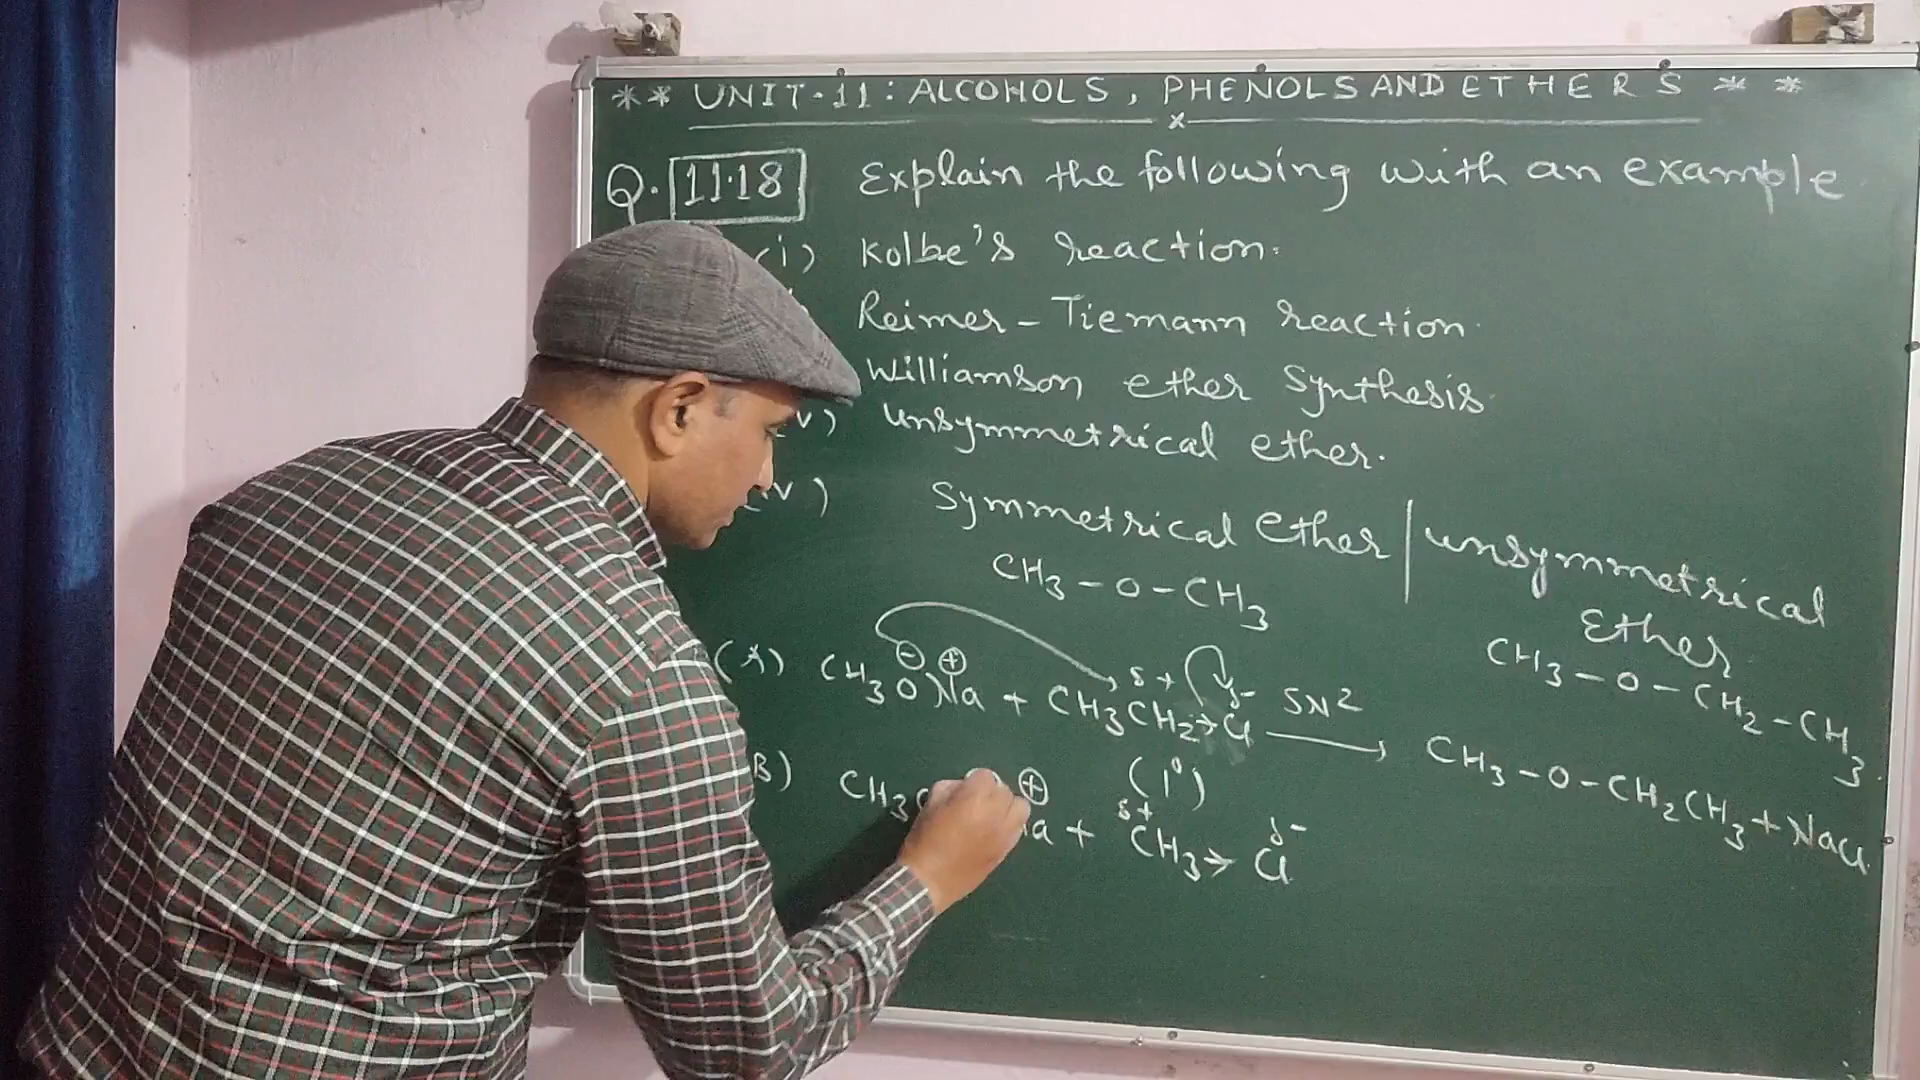 ** UNIT-11: ALCOHOLS, PHENOLS AND ETHERS **
Q. 11.18 Explain the following with an example
(i) Kolbe's reaction.
Reimer-Tiemann reaction.
Williamson ether synthesis
v) unsymmetrical ether.
v) Symmetrical Ether | unsymmetrical Ether
CH3-O-CH3
CH3-O-CH2-CH3
(A) CH3O⊖ Na⊕ + CH3CH2→Cl SN2 → CH3-O-CH2CH3 + NaCl
δ+ δ-
(1°)
B) CH3 ⊕ a + CH3→Cl
δ+ δ-